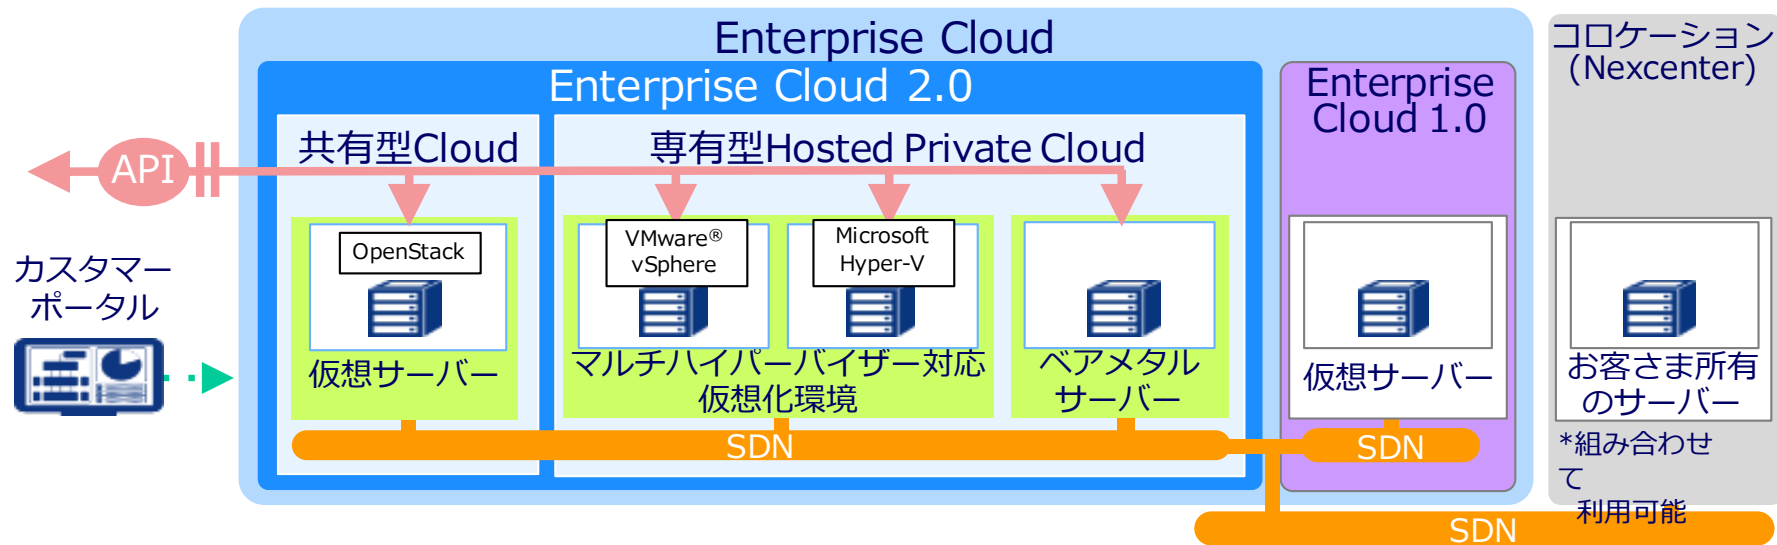 Enterprise Cloud
Enterprise Cloud 2.0
共有型Cloud
専有型Hosted Private Cloud
API
OpenStack
VMware®
vSphere
Microsoft
Hyper-V
カスタマー
ポータル
仮想サーバー
マルチハイパーバイザー対応
仮想化環境
ベアメタル
サーバー
SDN
Enterprise
Cloud 1.0
仮想サーバー
SDN
コロケーション
(Nexcenter)
お客さま所有
のサーバー
*組み合わせ
て
利用可能
SDN